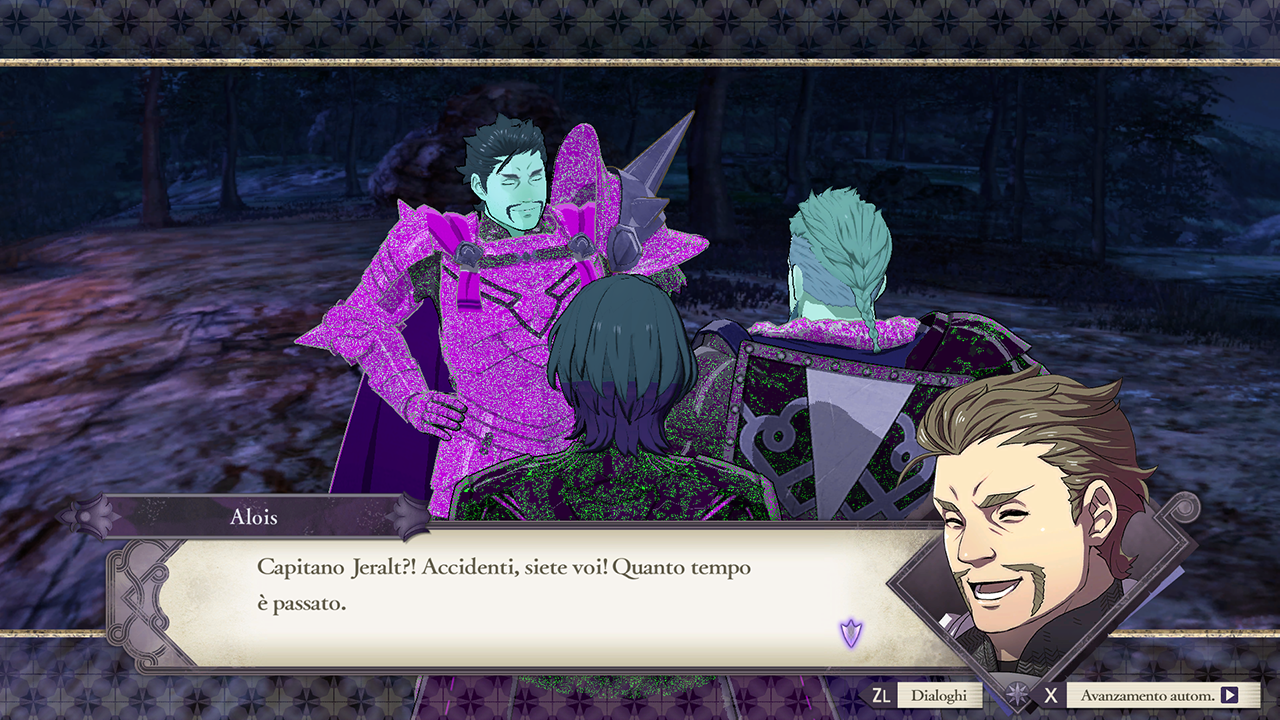 Alois
Capitano Jeralt?! Accidenti, siete voi! Quanto tempo
è passato.
ZL Dialoghi X Avanzamento autom.